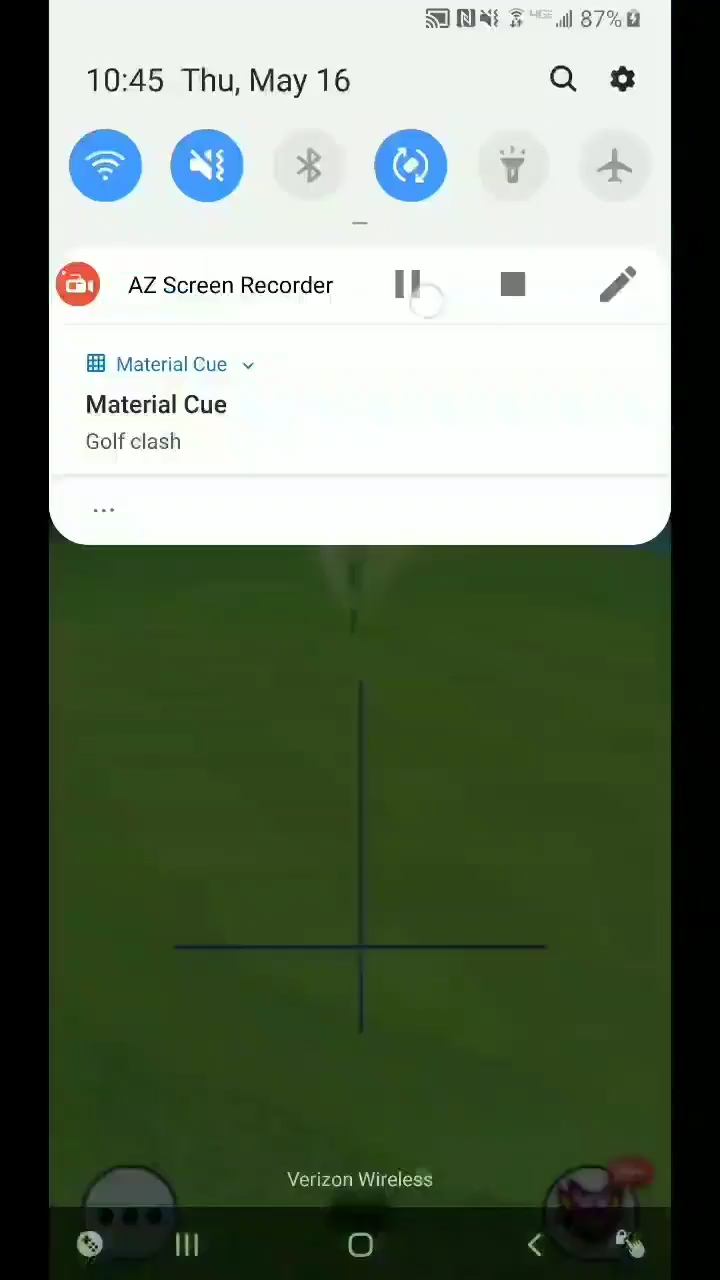 87%
10:45 Thu, May 16
AZ Screen Recorder
Material Cue
Material Cue
Golf clash
...
Verizon Wireless